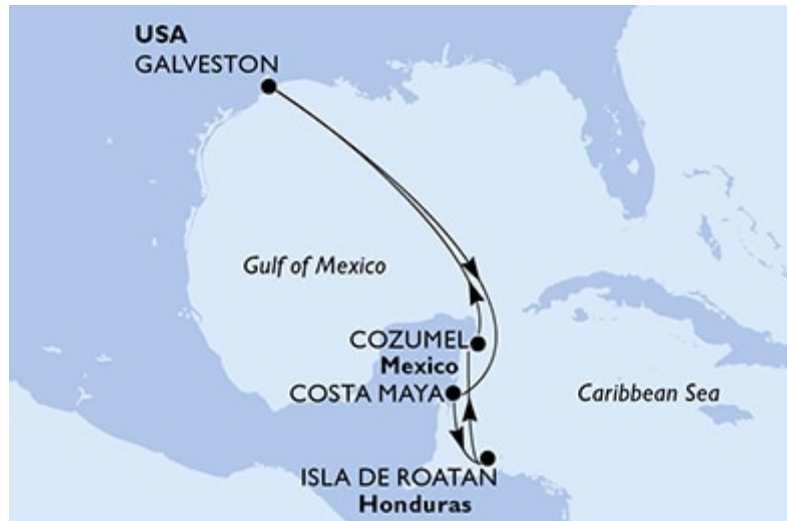 USA
GALVESTON
Gulf of Mexico
COZUMEL
Mexico
COSTA MAYA
Caribbean Sea
ISLA DE ROATAN
Honduras